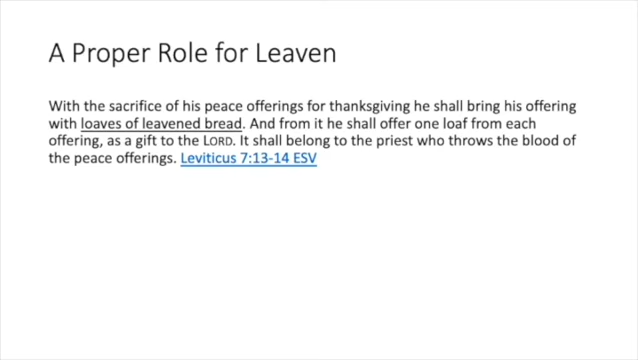 A Proper Role for Leaven
With the sacrifice of his peace offerings for thanksgiving he shall bring his offering
with loaves of leavened bread. And from it he shall offer one loaf from each
offering, as a gift to the LORD. It shall belong to the priest who throws the blood of
the peace offerings. Leviticus 7:13-14 ESV